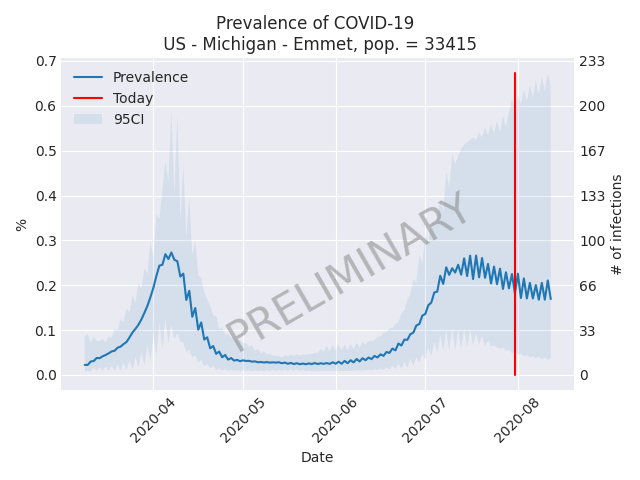 Prevalence of COVID-19
US - Michigan - Emmet, pop. = 33415
Prevalence
Today
95CI
0.7
0.6
0.5
0.4
0.3
0.2
0.1
0.0
%
233
200
167
133
100
66
33
0
# of infections
PRELIMINARY
2020-04
2020-05
2020-06
2020-07
2020-08
Date